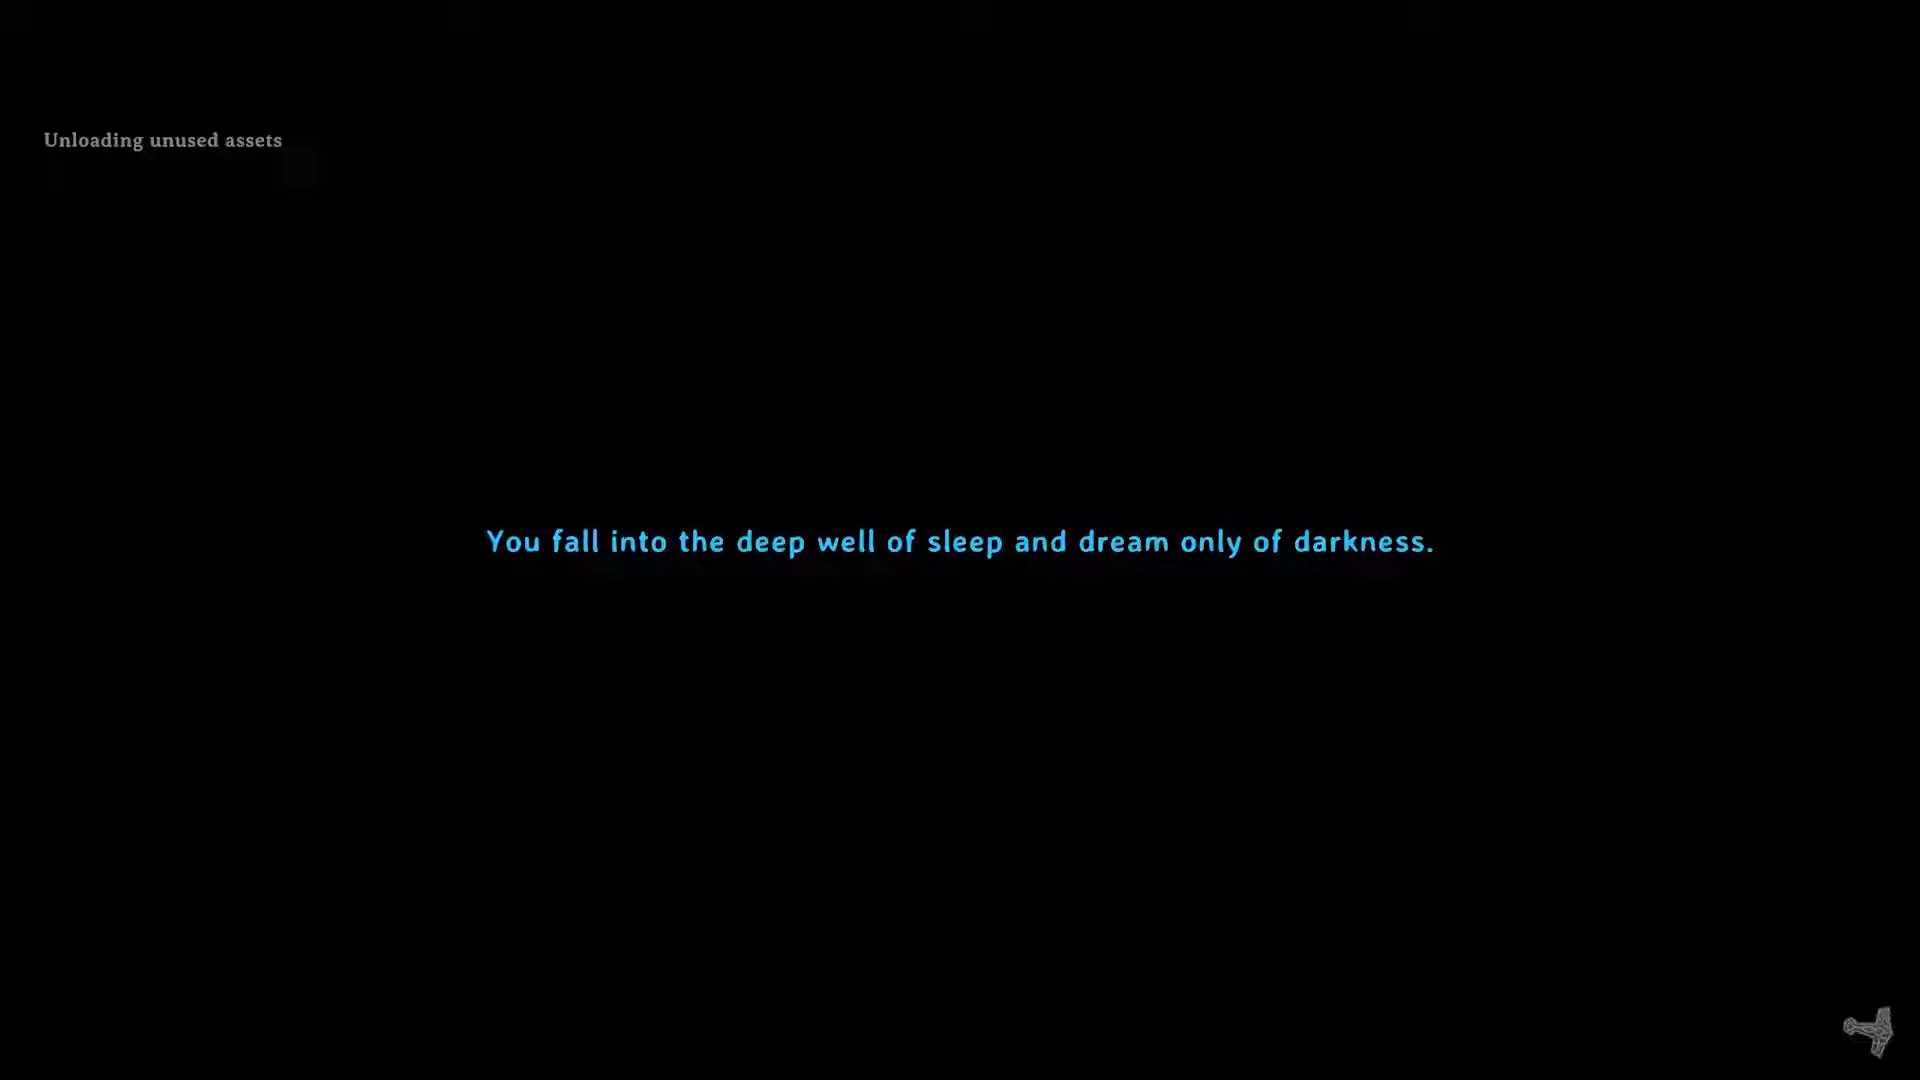 Unloading unused assets
You fall into the deep well of sleep and dream only of darkness.